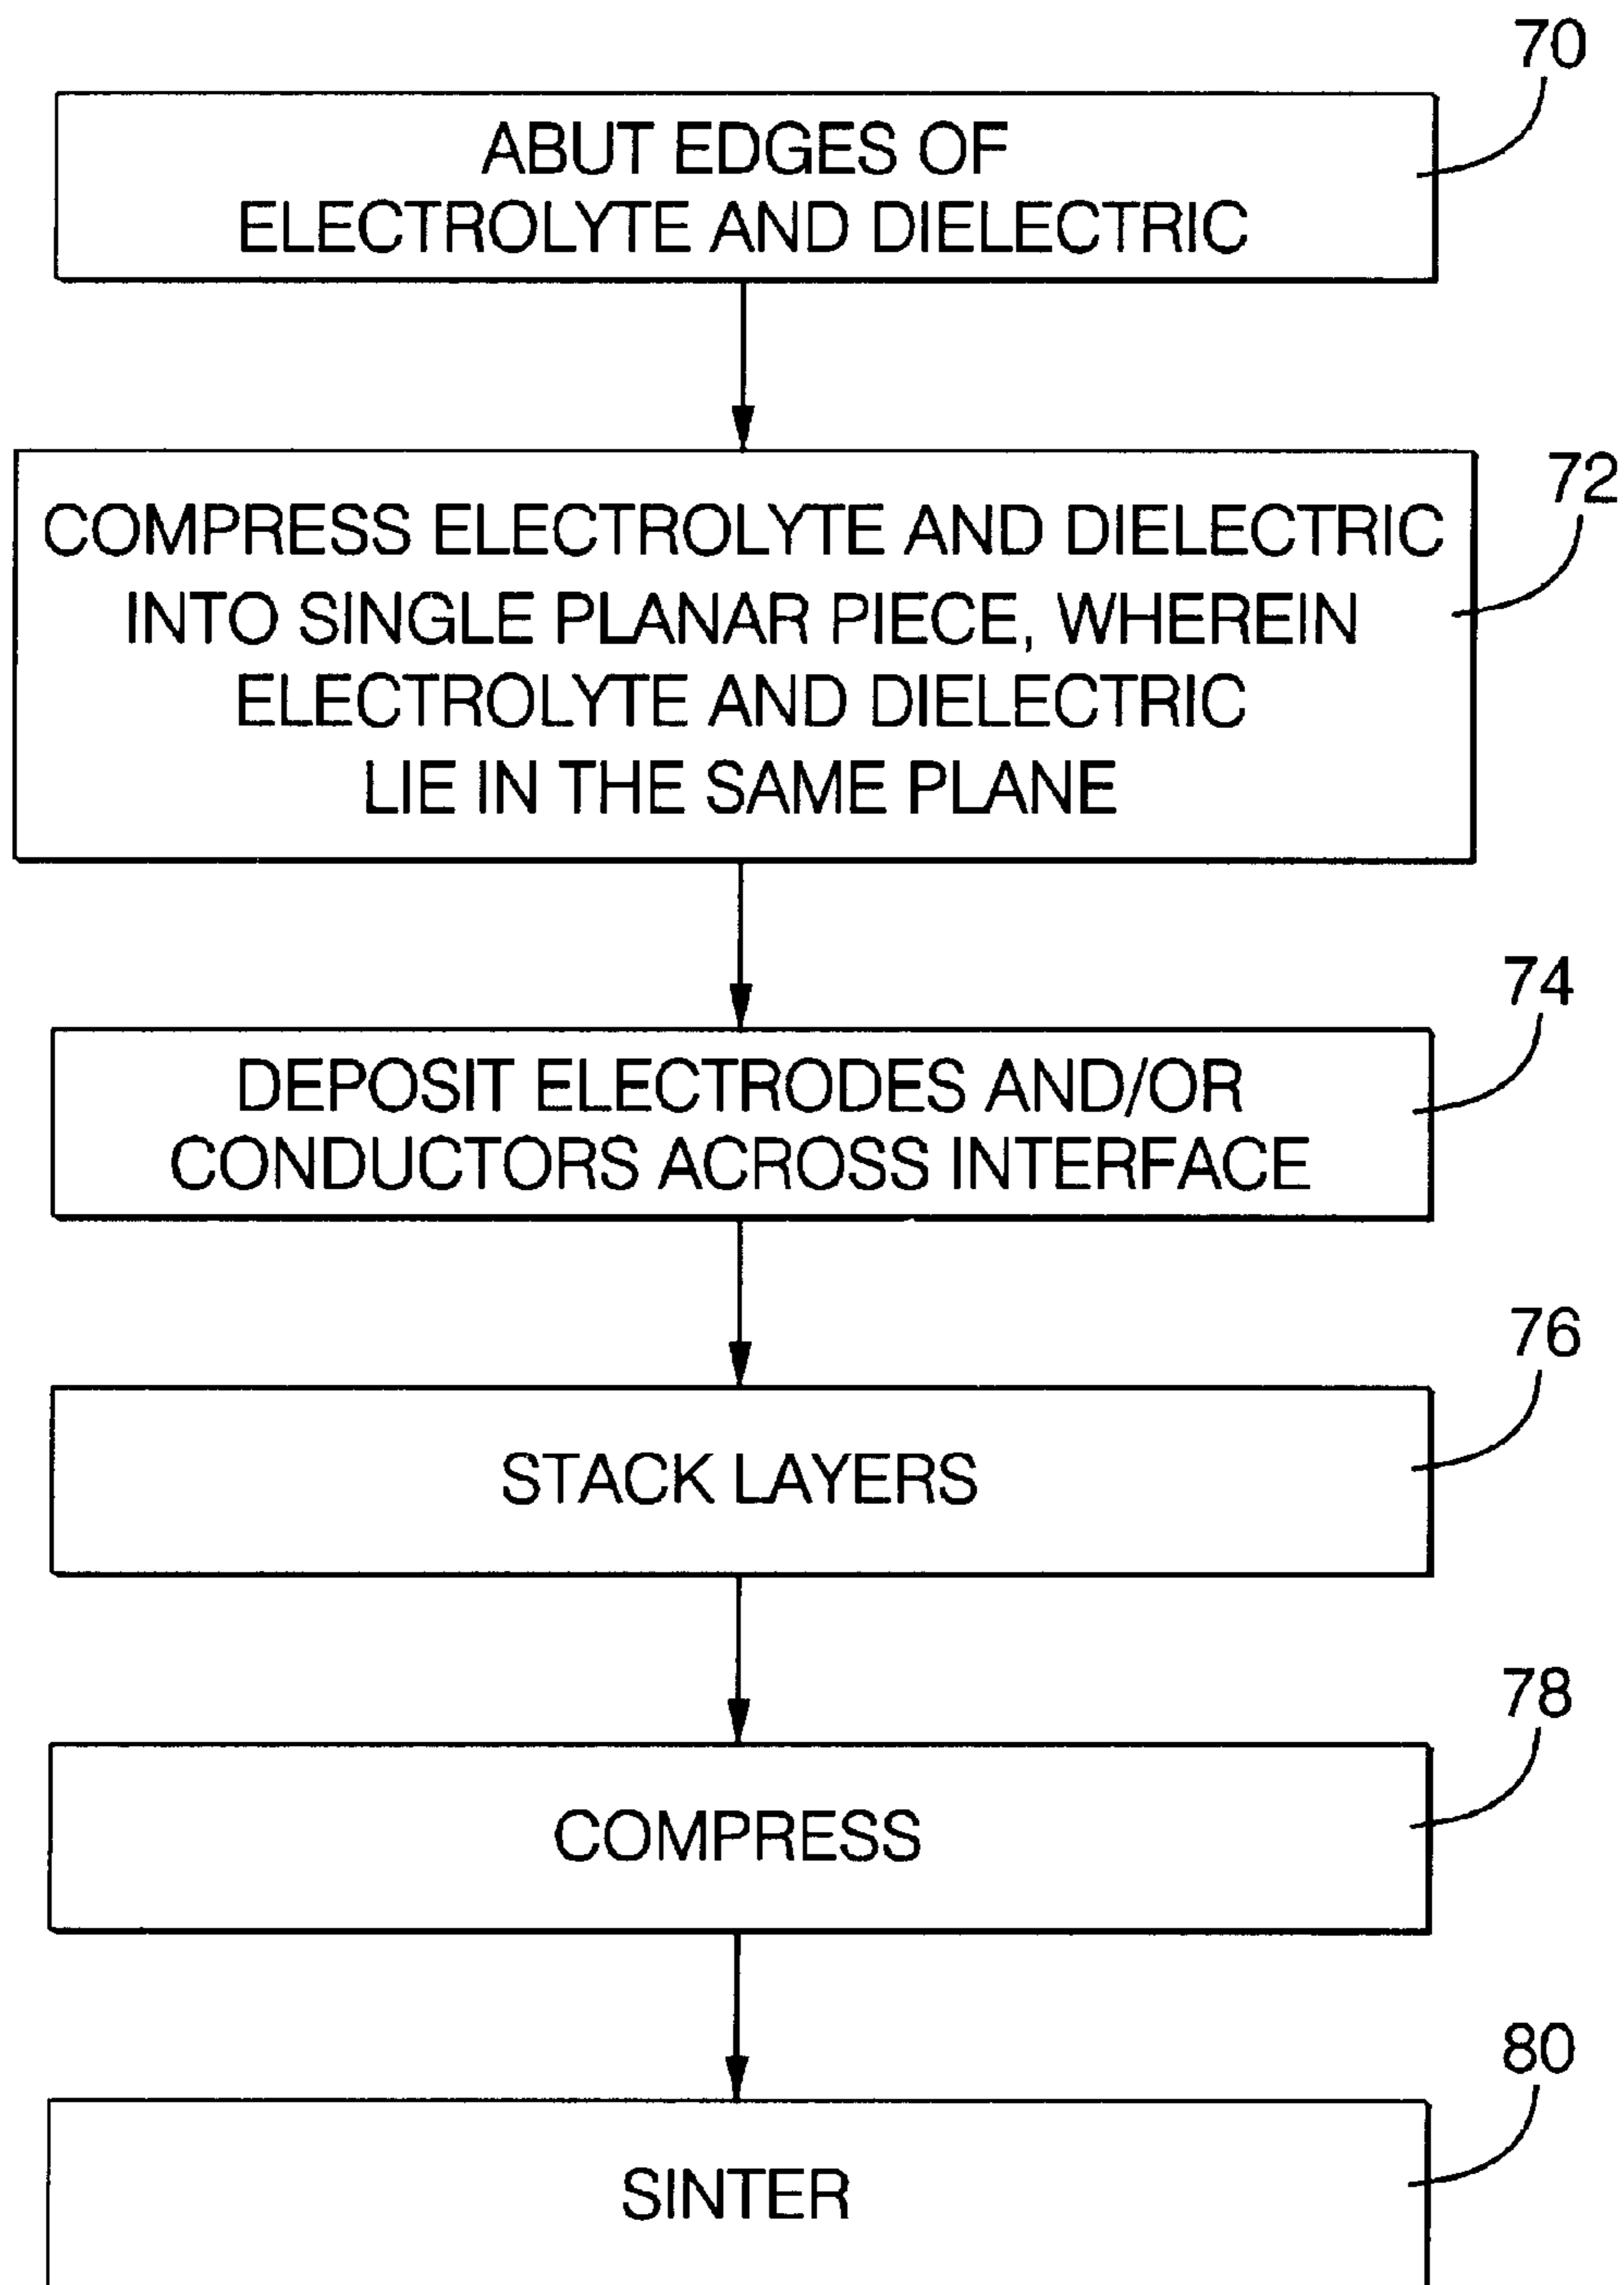 70
ABUT EDGES OF
ELECTROLYTE AND DIELECTRIC
72
COMPRESS ELECTROLYTE AND DIELECTRIC
INTO SINGLE PLANAR PIECE, WHEREIN
ELECTROLYTE AND DIELECTRIC
LIE IN THE SAME PLANE
74
DEPOSIT ELECTRODES AND/OR
CONDUCTORS ACROSS INTERFACE
76
STACK LAYERS
78
COMPRESS
80
SINTER